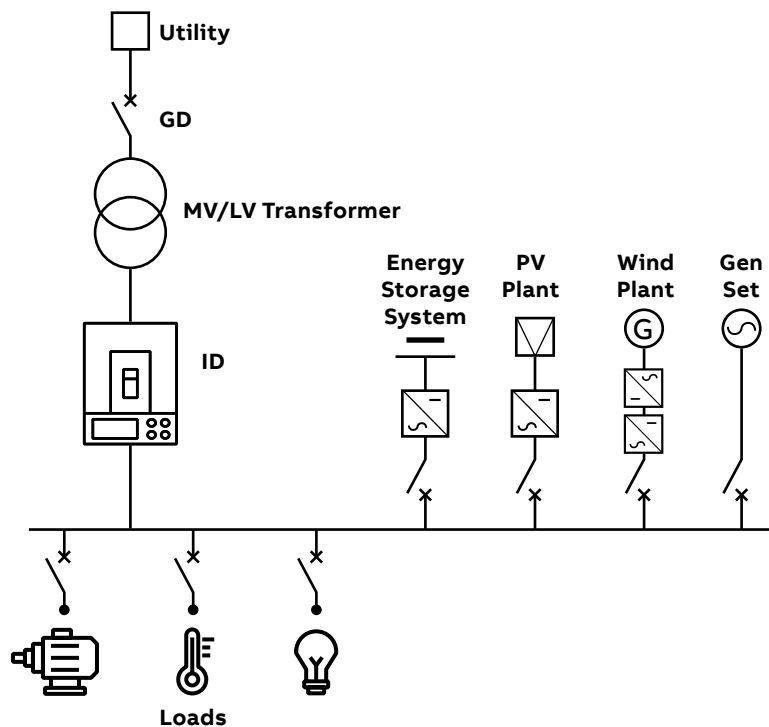 Utility
GD
MV/LV Transformer
Energy
Storage
System
PV
Plant
Wind
Plant
Gen
Set
G
ID
Loads